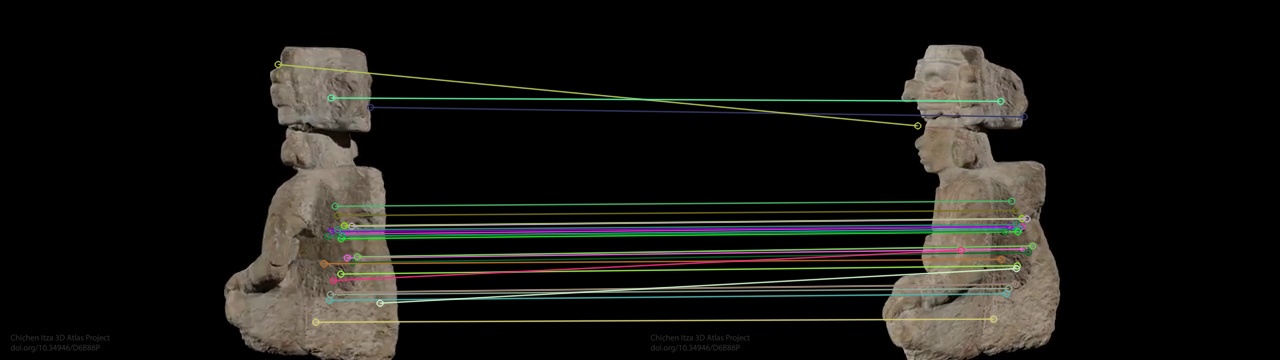 Chichen Itza 3D Atlas Project
doi.org/10.34946/D6B88P
Chichen Itza 3D Atlas Project
doi.org/10.34946/D6B88P